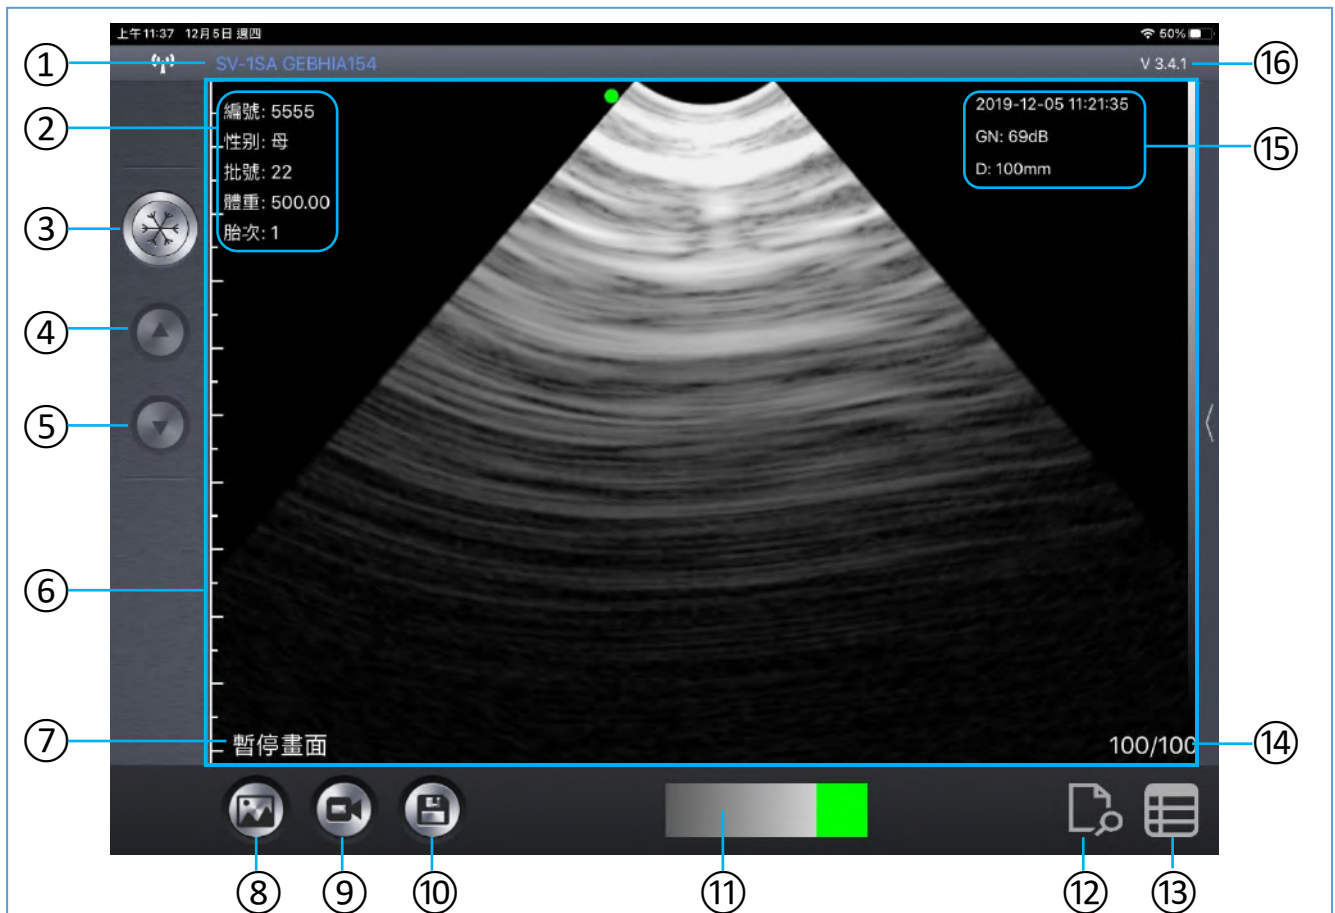 上午11:37 12月5日 週四 50%
① SV-1SA GEBHIA154 V 3.4.1 ⑯
② 編號: 5555
性別: 母
批號: 22
體重: 500.00
胎次: 1
2019-12-05 11:21:35
GN: 69dB
D: 100mm
⑮
③
④
⑤
⑥
⑦ 暫停畫面 100/100 ⑭
⑧ ⑨ ⑩ ⑪ ⑫ ⑬